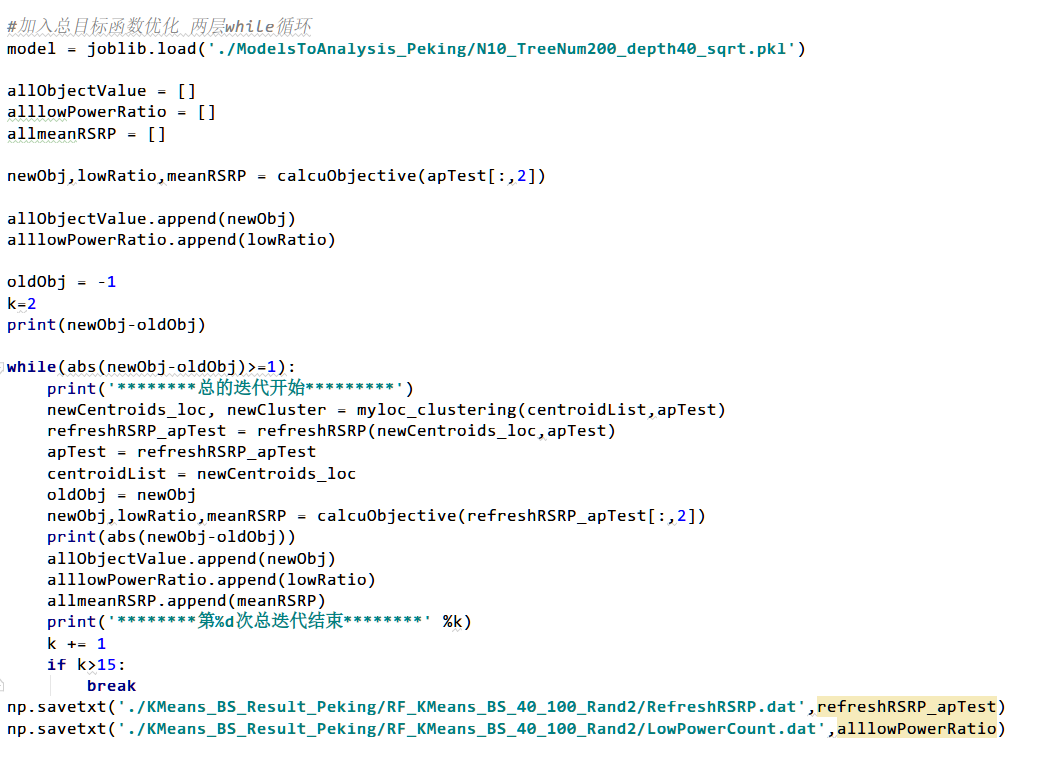 #加入总目标函数优化 两层while循环
model = joblib.load('./ModelsToAnalysis_Peking/N10_TreeNum200_depth40_sqrt.pkl')
allObjectValue = []
alllowPowerRatio = []
allmeanRSRP = []
newObj,lowRatio,meanRSRP = calcuObjective(apTest[:,2])
allObjectValue.append(newObj)
alllowPowerRatio.append(lowRatio)
oldObj = -1
k=2
print(newObj-oldObj)
while(abs(newObj-oldObj)>=1):
    print('********总的迭代开始*********')
    newCentroids_loc, newCluster = myloc_clustering(centroidList,apTest)
    refreshRSRP_apTest = refreshRSRP(newCentroids_loc,apTest)
    apTest = refreshRSRP_apTest
    centroidList = newCentroids_loc
    oldObj = newObj
    newObj,lowRatio,meanRSRP = calcuObjective(refreshRSRP_apTest[:,2])
    print(abs(newObj-oldObj))
    allObjectValue.append(newObj)
    alllowPowerRatio.append(lowRatio)
    allmeanRSRP.append(meanRSRP)
    print('********第%d次总迭代结束********' %k)
    k += 1
    if k>15:
        break
np.savetxt('./KMeans_BS_Result_Peking/RF_KMeans_BS_40_100_Rand2/RefreshRSRP.dat',refreshRSRP_apTest)
np.savetxt('./KMeans_BS_Result_Peking/RF_KMeans_BS_40_100_Rand2/LowPowerCount.dat',alllowPowerRatio)